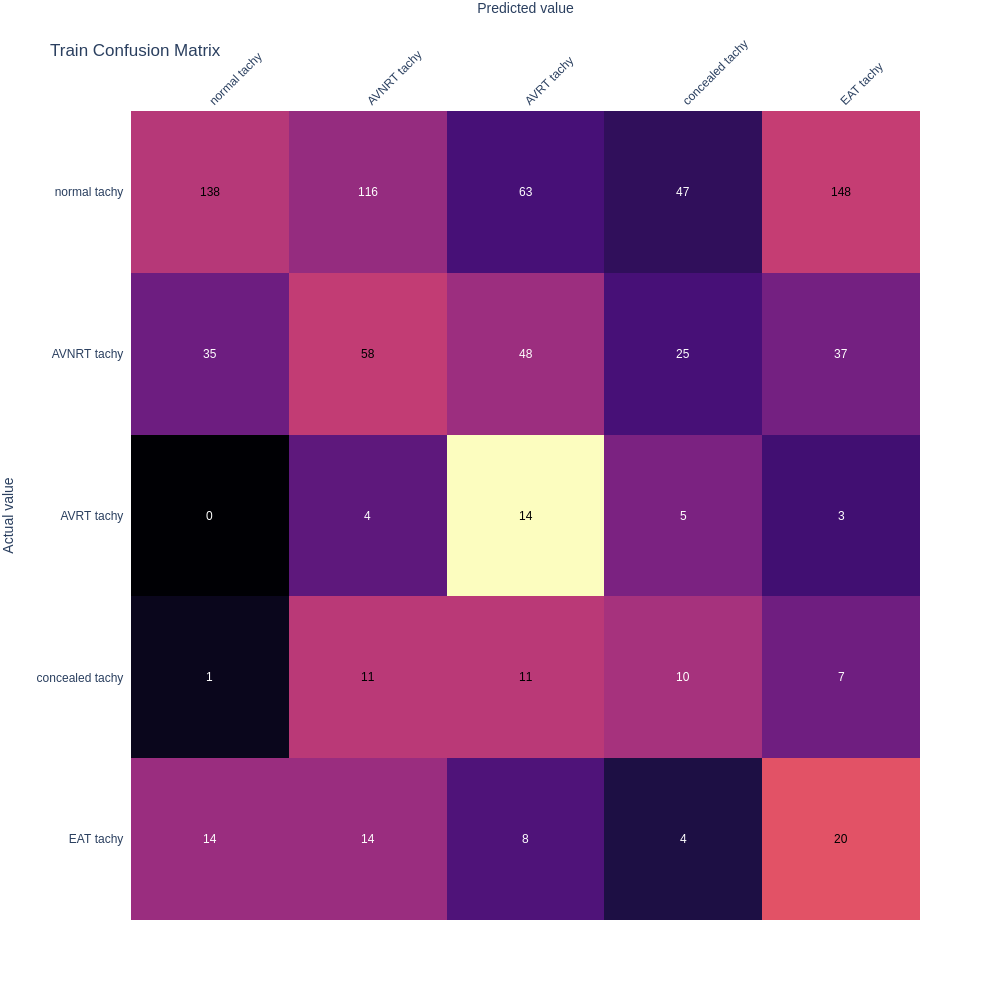 Predicted value
Train Confusion Matrix
normal tachy
AVNRT tachy
AVRT tachy
concealed tachy
EAT tachy
Actual value
normal tachy 138 116 63 47 148
AVNRT tachy 35 58 48 25 37
AVRT tachy 0 4 14 5 3
concealed tachy 1 11 11 10 7
EAT tachy 14 14 8 4 20